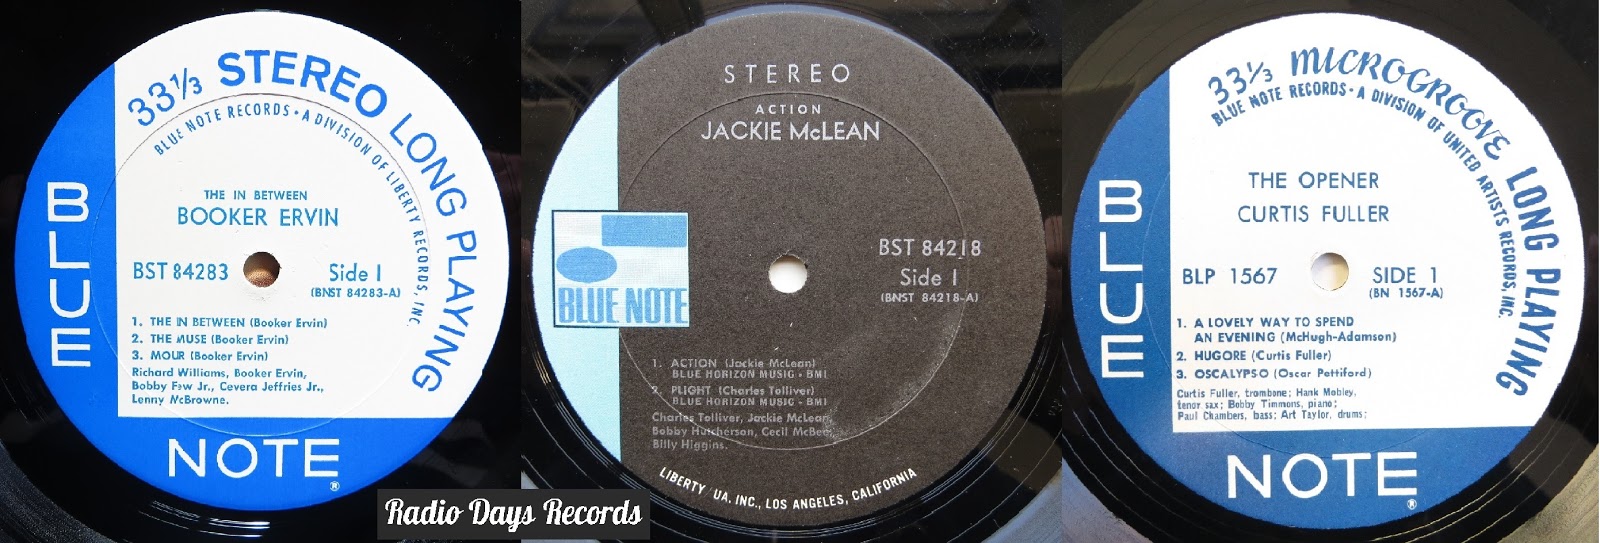 33⅓ STEREO LONG PLAYING
BLUE NOTE RECORDS • A DIVISION OF LIBERTY RECORDS, INC.
BLUE
THE IN BETWEEN
BOOKER ERVIN
BST 84283 Side I
(BNST 84283-A)
1. THE IN BETWEEN (Booker Ervin)
2. THE MUSE (Booker Ervin)
3. MOUR (Booker Ervin)
Richard Williams, Booker Ervin,
Bobby Few Jr., Cevera Jeffries Jr.,
Lenny McBrowne.
NOTE®
STEREO
ACTION
JACKIE McLEAN
BST 84218
Side I
(BNST 84218-A)
BLUE NOTE
1. ACTION (Jackie McLean)
BLUE HORIZON MUSIC - BMI
2. PLIGHT (Charles Tolliver)
BLUE HORIZON MUSIC - BMI
Charles Tolliver, Jackie McLean,
Bobby Hutcherson, Cecil McBee,
Billy Higgins.
LIBERTY/UA, INC., LOS ANGELES, CALIFORNIA
33⅓ MICROGROOVE LONG PLAYING
BLUE NOTE RECORDS • A DIVISION OF UNITED ARTISTS RECORDS, INC.
BLUE
THE OPENER
CURTIS FULLER
BLP 1567 SIDE 1
(BN 1567-A)
1. A LOVELY WAY TO SPEND
AN EVENING (McHugh-Adamson)
2. HUGORE (Curtis Fuller)
3. OSCALYPSO (Oscar Pettiford)
Curtis Fuller, trombone; Hank Mobley,
tenor sax; Bobby Timmons, piano;
Paul Chambers, bass; Art Taylor, drums;
NOTE®
Radio Days Records